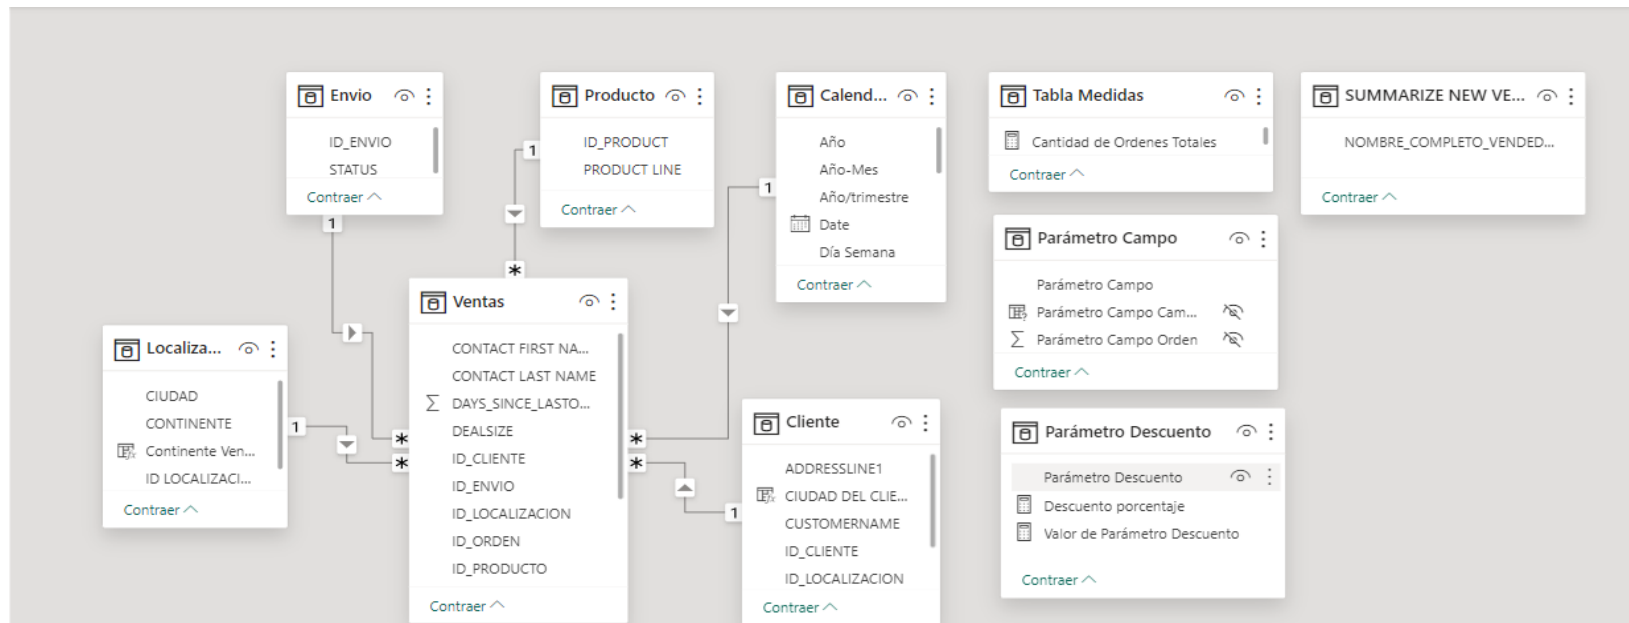 Envio
ID_ENVIO
STATUS
Contraer
1
Producto
ID_PRODUCT
PRODUCT LINE
Contraer
1
*
Calend...
Año
Año-Mes
Año/trimestre
Date
Día Semana
Contraer
1
Tabla Medidas
Cantidad de Ordenes Totales
Contraer
SUMMARIZE NEW VE...
NOMBRE_COMPLETO_VENDED...
Contraer
Parámetro Campo
Parámetro Campo
Parámetro Campo Cam...
Parámetro Campo Orden
Contraer
Localiza...
CIUDAD
CONTINENTE
Continente Ven...
ID LOCALIZACI...
Contraer
1
Ventas
CONTACT FIRST NA...
CONTACT LAST NAME
DAYS_SINCE_LASTO...
DEALSIZE
ID_CLIENTE
ID_ENVIO
ID_LOCALIZACION
ID_ORDEN
ID_PRODUCTO
Contraer
*
*
*
*
Cliente
ADDRESSLINE1
CIUDAD DEL CLIE...
CUSTOMERNAME
ID_CLIENTE
ID_LOCALIZACION
Contraer
1
Parámetro Descuento
Parámetro Descuento
Descuento porcentaje
Valor de Parámetro Descuento
Contraer